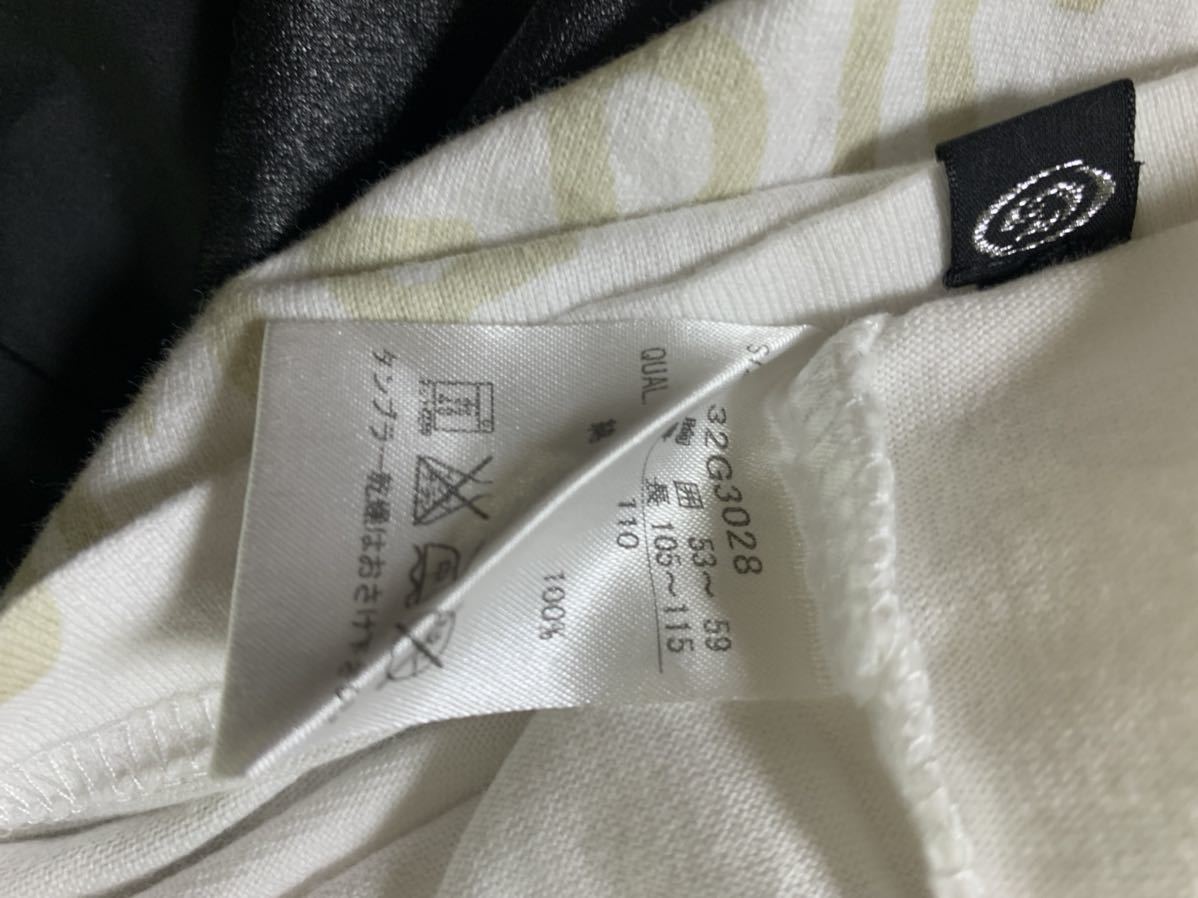 32G3028
胸囲 53～ 59
長 105～115
110
QUAL
綿 100%
タンブラー乾燥はおさけ